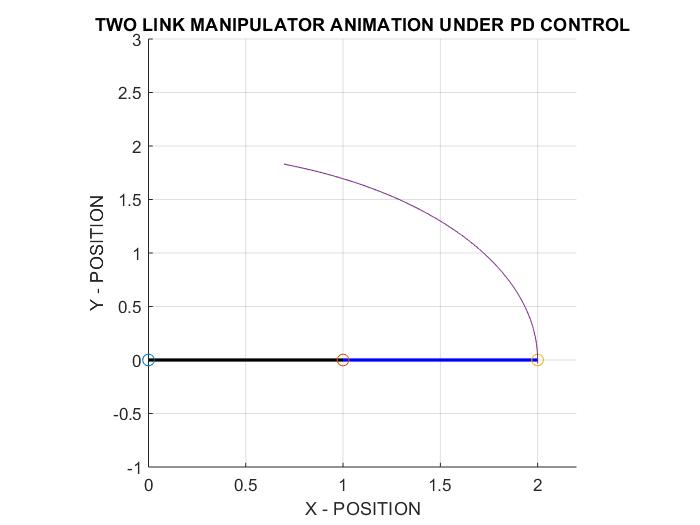 TWO LINK MANIPULATOR ANIMATION UNDER PD CONTROL
3
2.5
2
1.5
1
0.5
0
-0.5
-1
Y - POSITION
0 0.5 1 1.5 2
X - POSITION